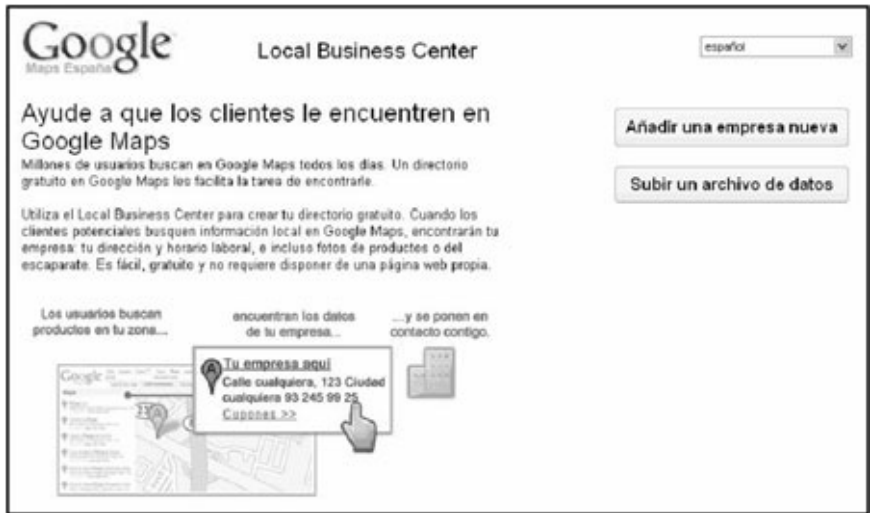 Google
Maps España
Local Business Center
español
Ayude a que los clientes le encuentren en
Google Maps
Millones de usuarios buscan en Google Maps todos los días. Un directorio
gratuito en Google Maps les facilita la tarea de encontrarle.
Utiliza el Local Business Center para crear tu directorio gratuito. Cuando los
clientes potenciales busquen información local en Google Maps, encontrarán tu
empresa: tu dirección y horario laboral, e incluso fotos de productos o del
escaparate. Es fácil, gratuito y no requiere disponer de una página web propia.
Añadir una empresa nueva
Subir un archivo de datos
Los usuarios buscan
productos en tu zona...
encuentran los datos
de tu empresa...
...y se ponen en
contacto contigo.
Google
Maps
A
A
Tu empresa aquí
Calle cualquiera, 123 Ciudad
cualquiera 93 245 99 25
Cupones >>